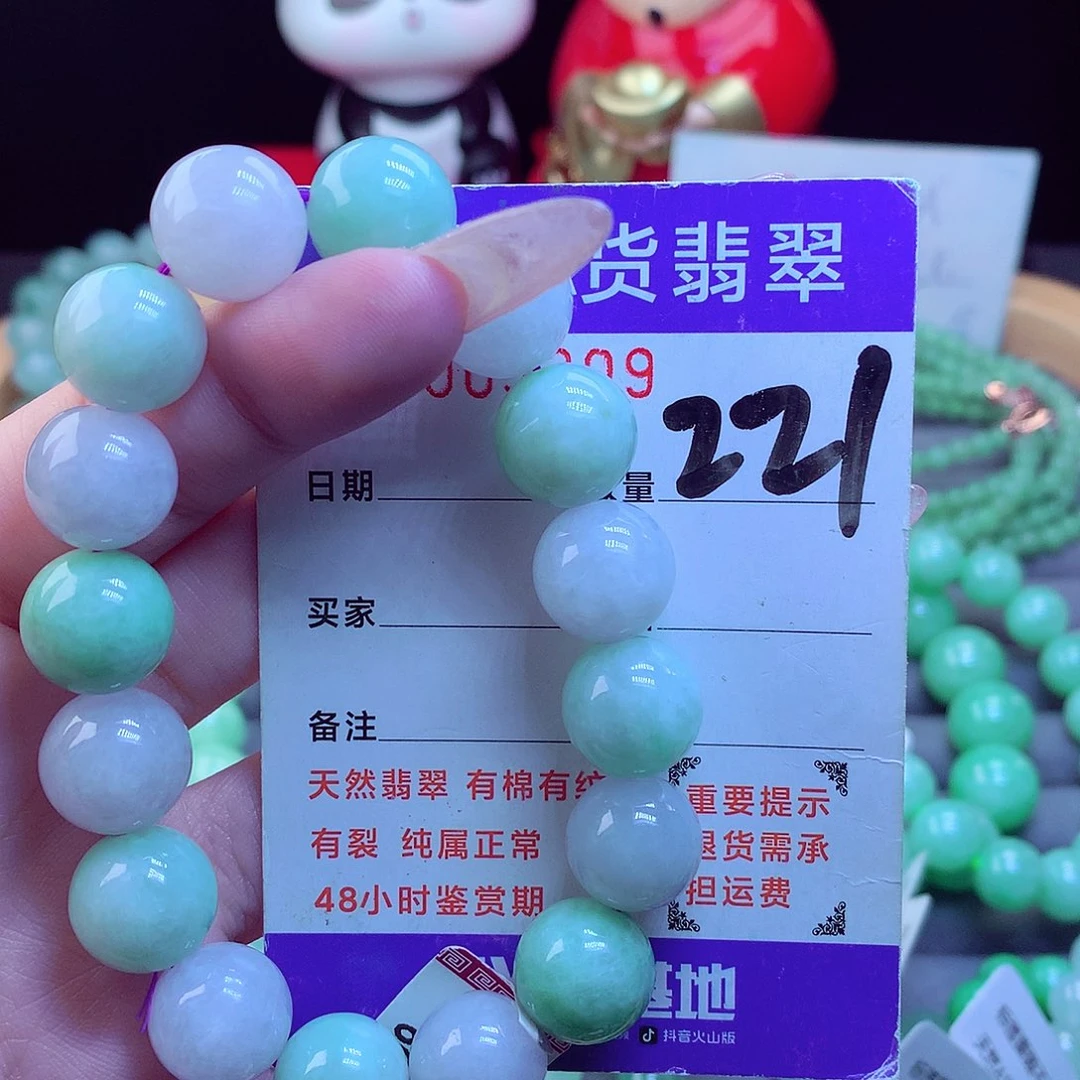 货翡翠
009
221
日期
量
买家
备注
天然翡翠 有棉有纹
有裂 纯属正常
48小时鉴赏期
重要提示
退货需承
担运费
基地
抖音火山版